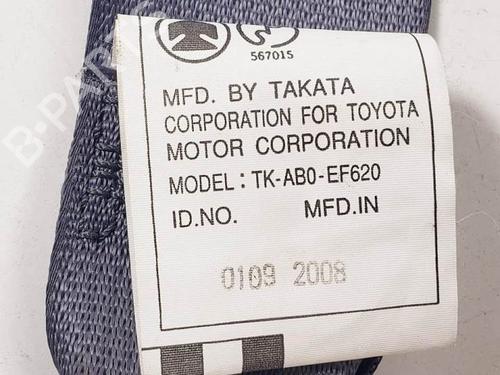 567015
MFD. BY TAKATA
CORPORATION FOR TOYOTA
MOTOR CORPORATION
MODEL : TK-AB0-EF620
ID.NO. MFD.IN
0109 2008
B-PARTS